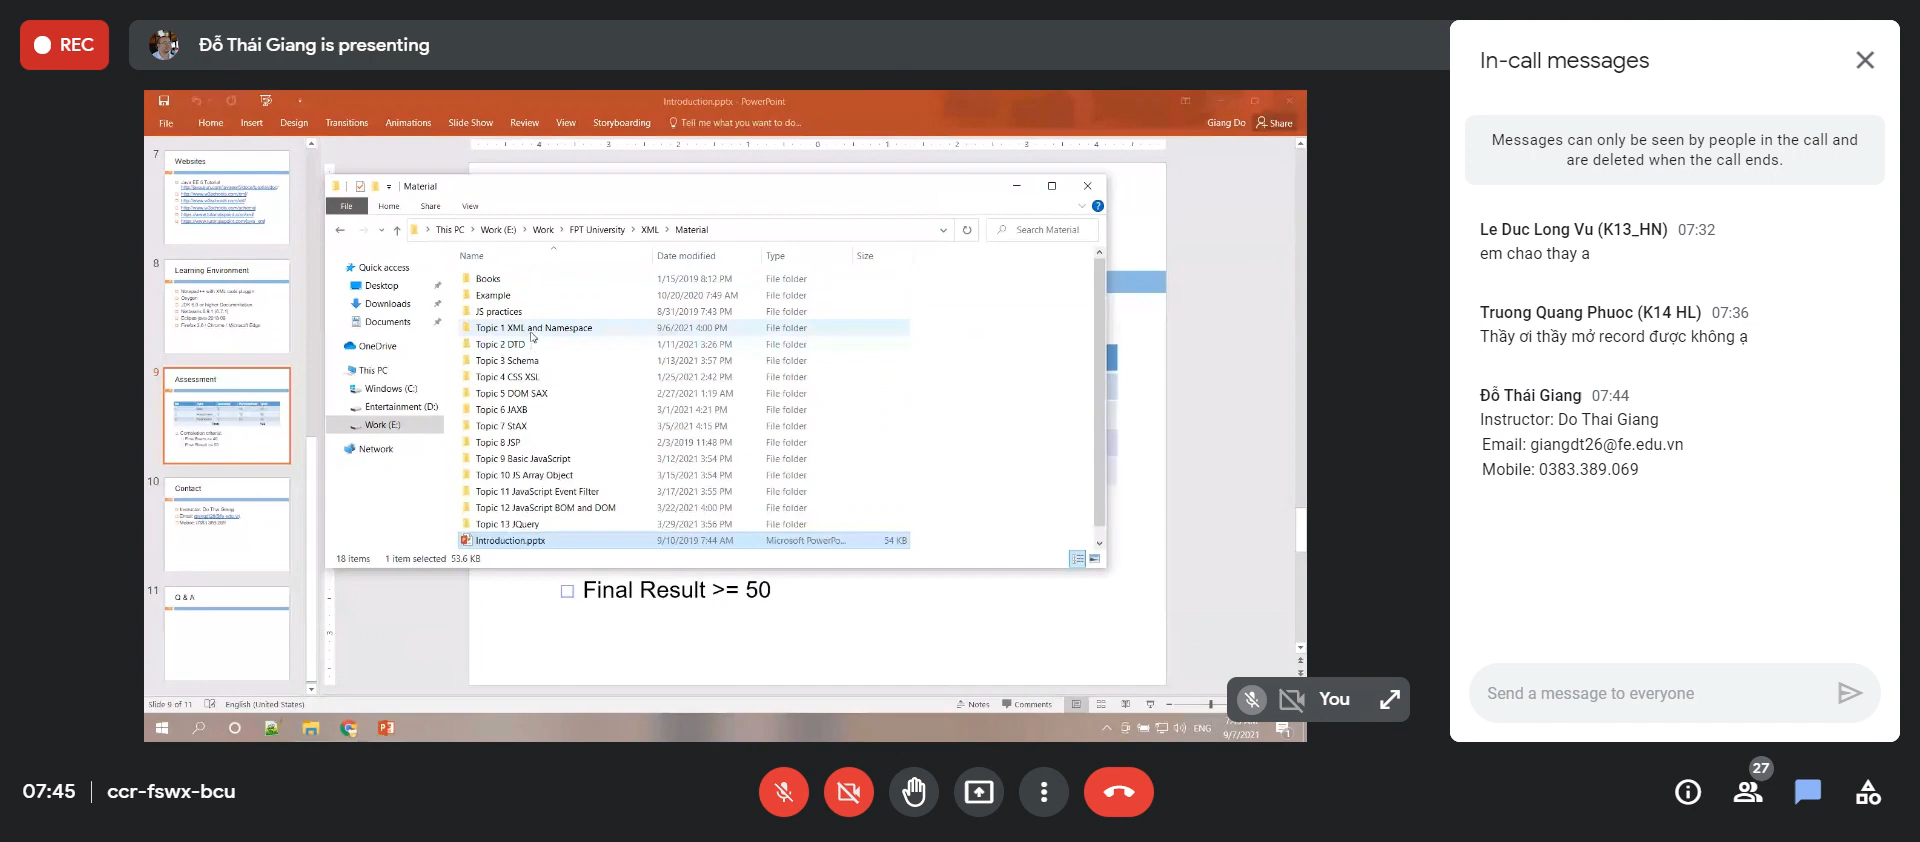 REC
Đỗ Thái Giang is presenting
Introduction.pptx - PowerPoint
File Home Insert Design Transitions Animations Slide Show Review View Storyboarding Tell me what you want to do...
Giang Do Share
7
Websites
8
Learning Environment
9
Assessment
10
Contact
11
Q & A
Material
File Home Share View
This PC Work (E:) Work FPT University XML Material
Search Material
Quick access
Desktop
Downloads
Documents
OneDrive
This PC
Windows (C:)
Entertainment (D:)
Work (E:)
Network
Name Date modified Type Size
Books 1/15/2019 8:12 PM File folder
Example 10/20/2020 7:49 AM File folder
JS practices 8/31/2019 7:43 PM File folder
Topic 1 XML and Namespace 9/6/2021 4:00 PM File folder
Topic 2 DTD 1/11/2021 3:26 PM File folder
Topic 3 Schema 1/13/2021 3:57 PM File folder
Topic 4 CSS XSL 1/25/2021 2:42 PM File folder
Topic 5 DOM SAX 2/27/2021 1:19 AM File folder
Topic 6 JAXB 3/1/2021 4:21 PM File folder
Topic 7 StAX 3/5/2021 4:15 PM File folder
Topic 8 JSP 2/3/2019 11:48 PM File folder
Topic 9 Basic JavaScript 3/12/2021 3:54 PM File folder
Topic 10 JS Array Object 3/15/2021 3:54 PM File folder
Topic 11 JavaScript Event Filter 3/17/2021 3:55 PM File folder
Topic 12 JavaScript BOM and DOM 3/22/2021 4:00 PM File folder
Topic 13 JQuery 3/29/2021 3:56 PM File folder
Introduction.pptx 9/10/2019 7:44 AM Microsoft PowerPo... 54 KB
18 items 1 item selected 53.6 KB
Final Result >= 50
Slide 9 of 11 English (United States)
Notes Comments
ENG
9/7/2021
You
In-call messages
Messages can only be seen by people in the call and
are deleted when the call ends.
Le Duc Long Vu (K13_HN) 07:32
em chao thay a
Truong Quang Phuoc (K14 HL) 07:36
Thầy ơi thầy mở record được không ạ
Đỗ Thái Giang 07:44
Instructor: Do Thai Giang
Email: giangdt26@fe.edu.vn
Mobile: 0383.389.069
Send a message to everyone
07:45 ccr-fswx-bcu
27